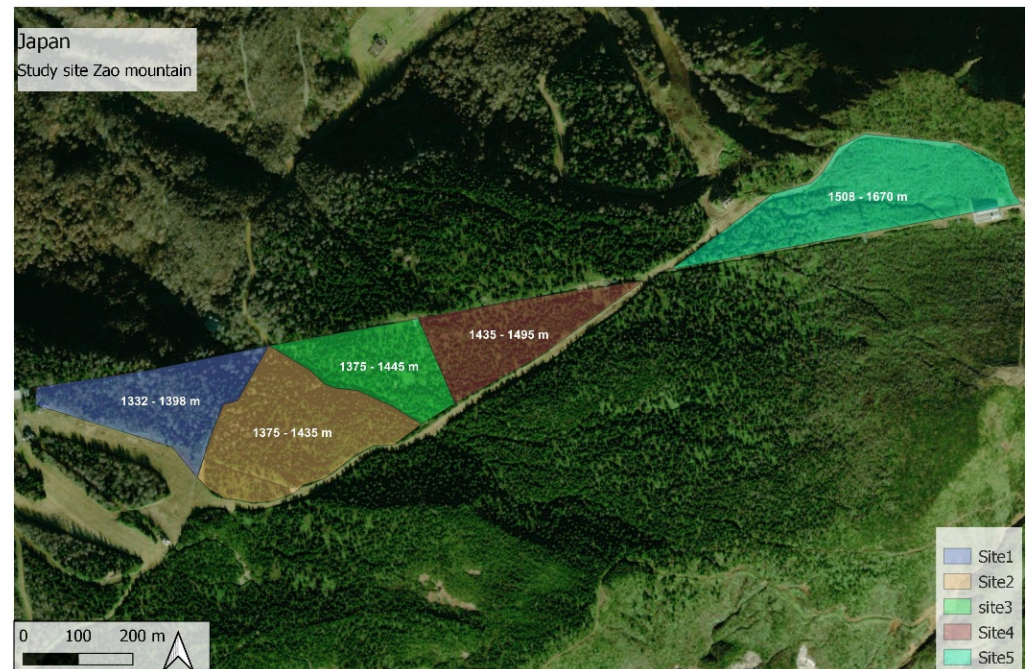 Japan
Study site Zao mountain
1508 - 1670 m
1435 - 1495 m
1375 - 1445 m
1332 - 1398 m
1375 - 1435 m
Site1
Site2
site3
Site4
Site5
0 100 200 m